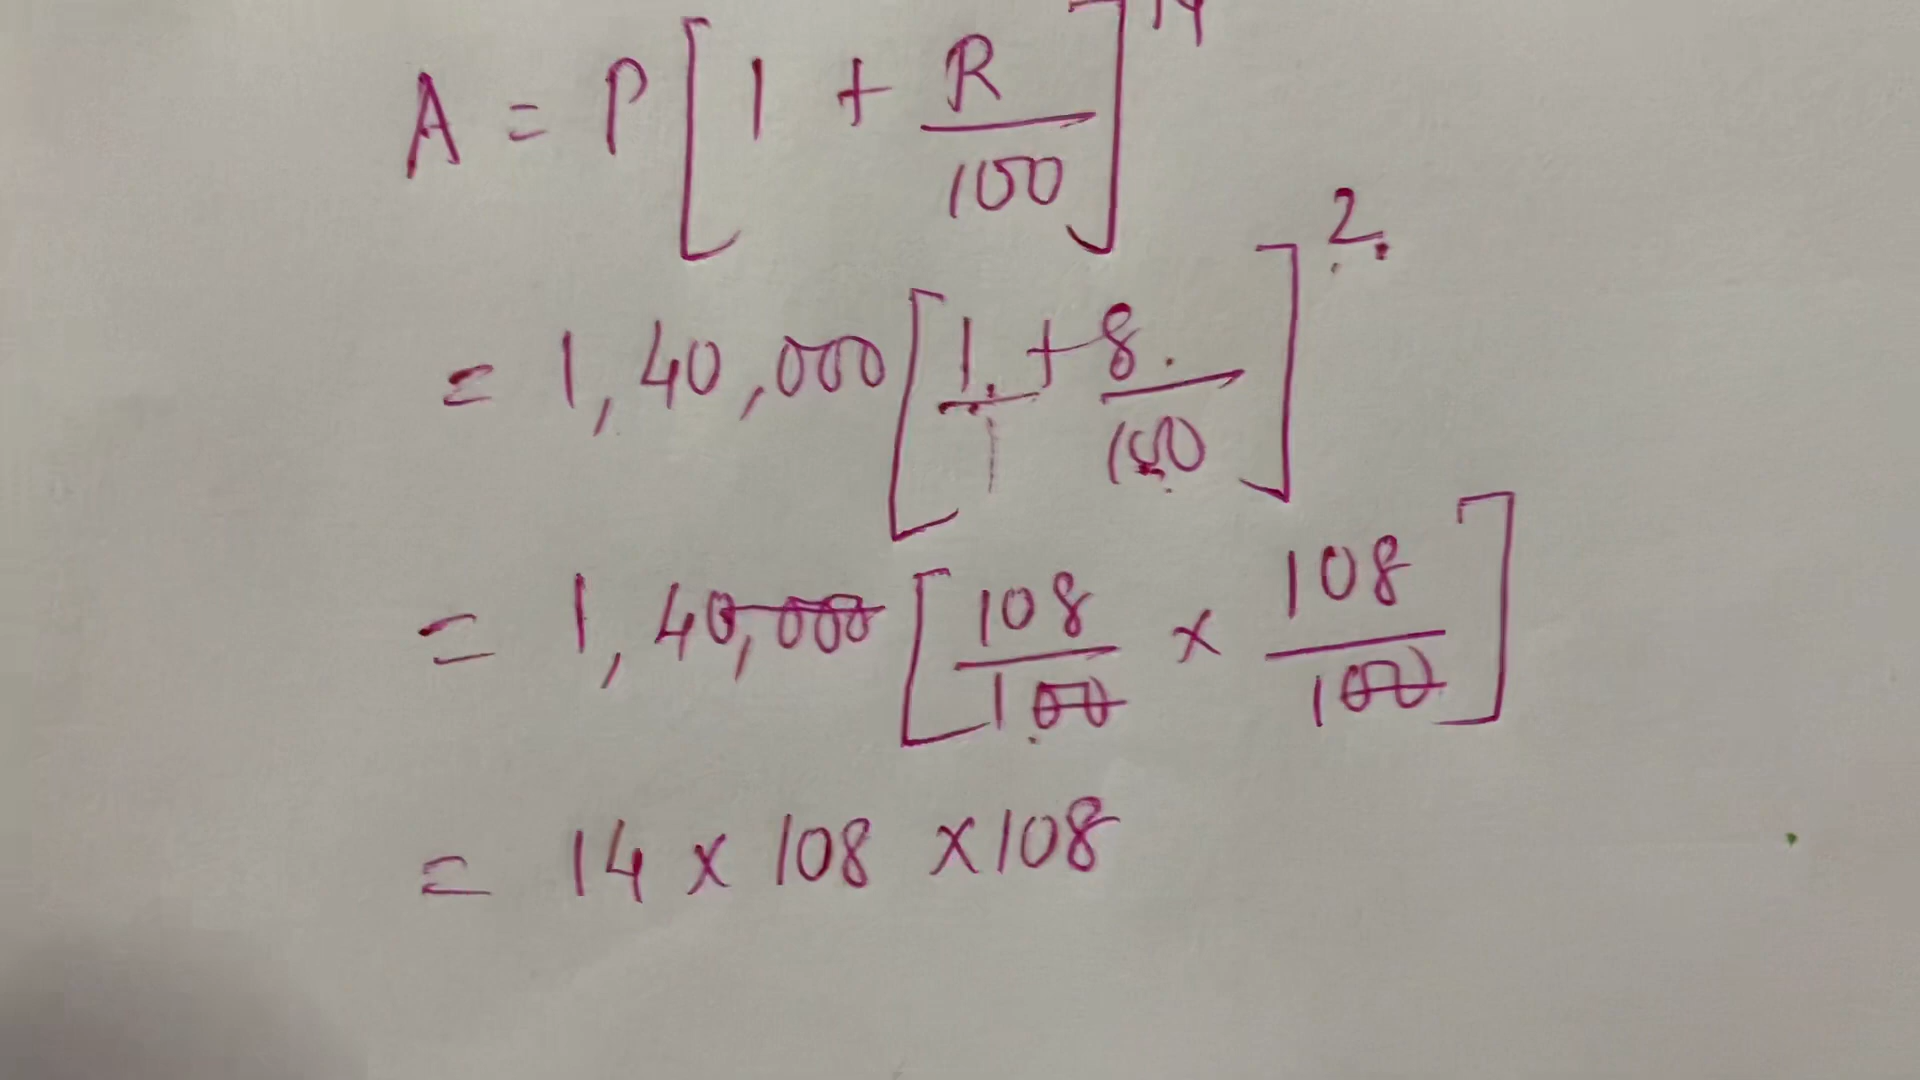 A = P[1 + R/100]
= 1,40,000[1/1 + 8/100]²
= 1,40,000[108/100 × 108/100]
= 14 × 108 × 108